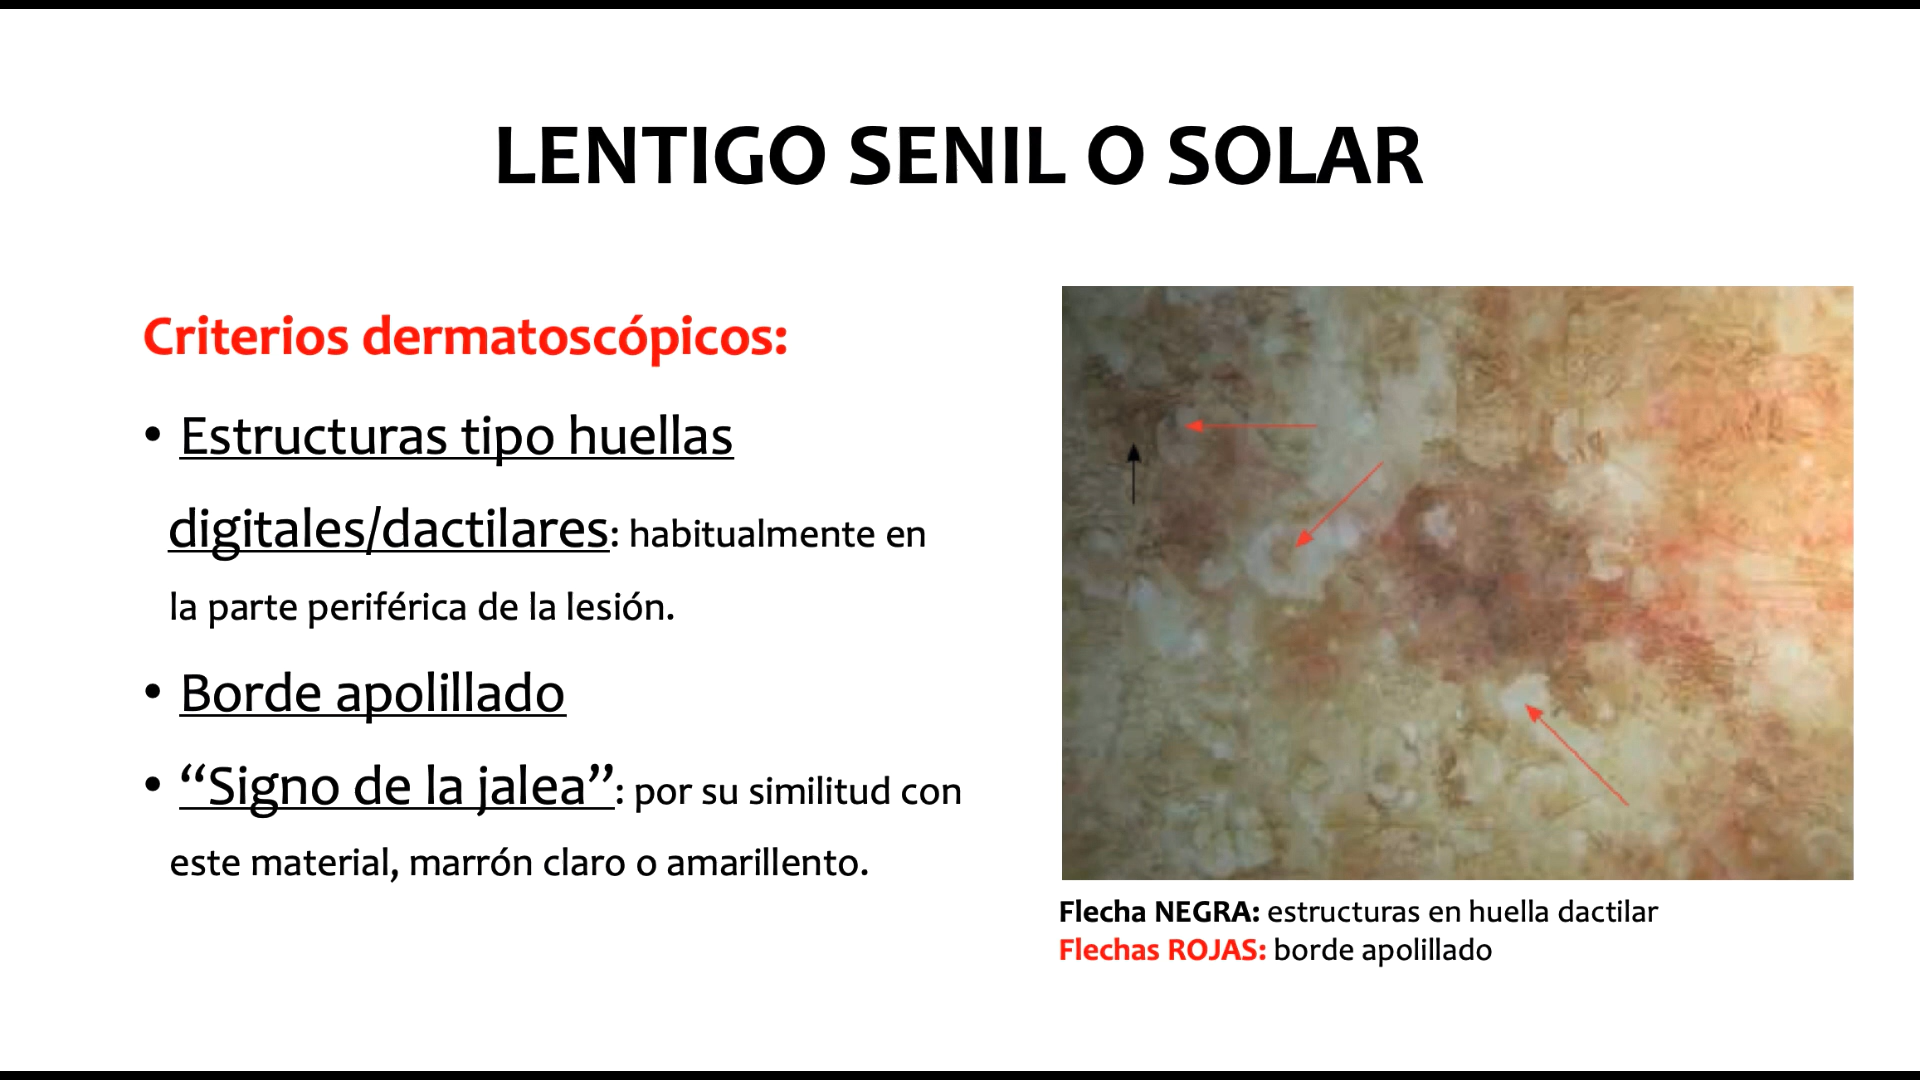 LENTIGO SENIL O SOLAR
Criterios dermatoscópicos:
• Estructuras tipo huellas
digitales/dactilares: habitualmente en
la parte periférica de la lesión.
• Borde apolillado
• “Signo de la jalea”: por su similitud con
este material, marrón claro o amarillento.
Flecha NEGRA: estructuras en huella dactilar
Flechas ROJAS: borde apolillado